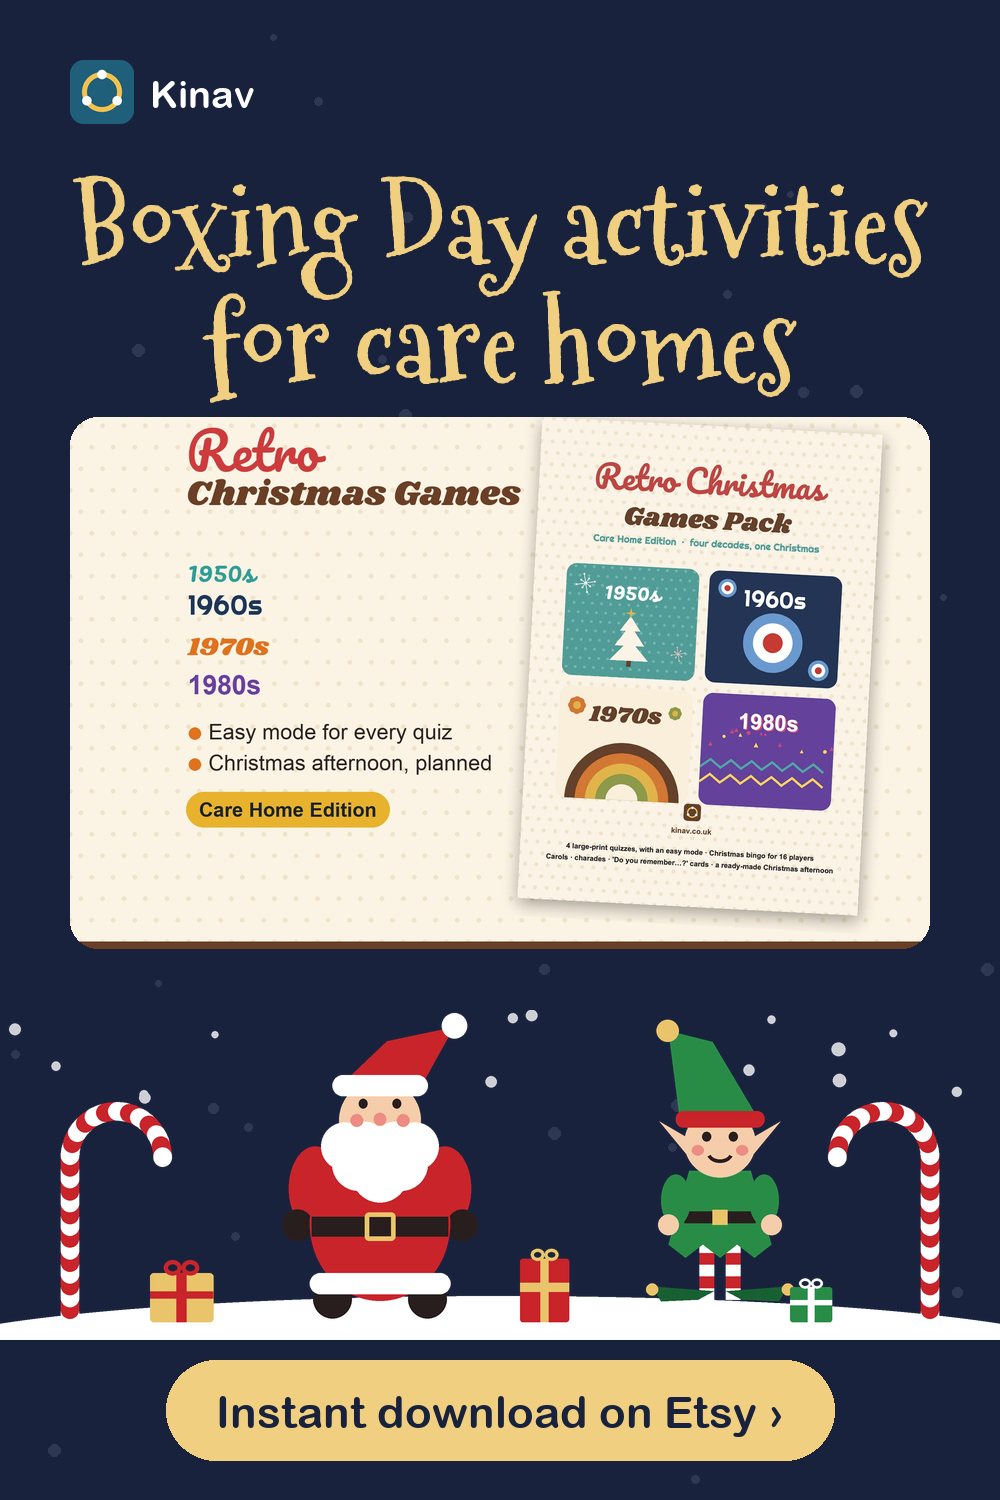 Kinav
Boxing Day activities
for care homes
Retro
Christmas Games
1950s
1960s
1970s
1980s
Easy mode for every quiz
Christmas afternoon, planned
Care Home Edition
Retro Christmas
Games Pack
Care Home Edition · four decades, one Christmas
1950s
1960s
1970s
1980s
kinav.co.uk
4 large-print quizzes, with an easy mode · Christmas bingo for 16 players
Carols · charades · 'Do you remember...?' cards · a ready-made Christmas afternoon
Instant download on Etsy ›